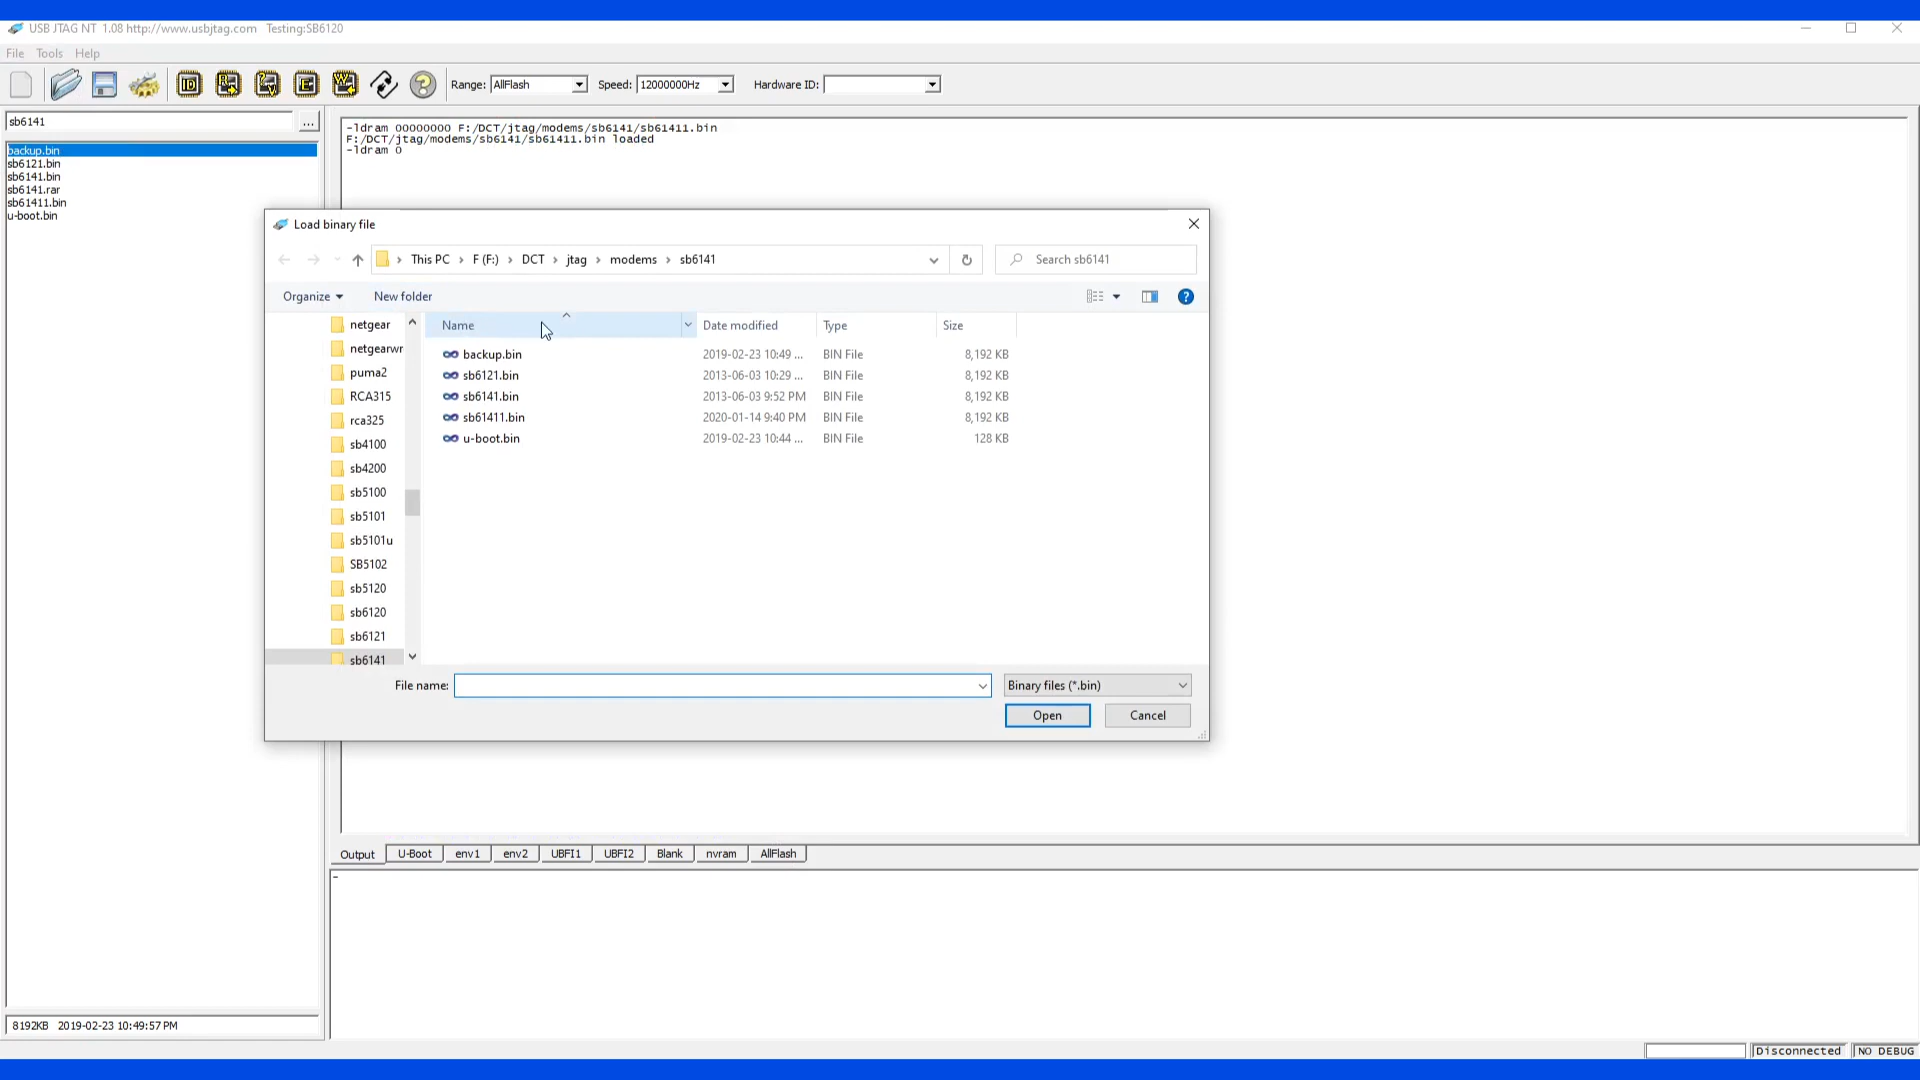 USB JTAG NT 1.08 http://www.usbjtag.com Testing:SB6120
File Tools Help
Range: AllFlash Speed: 12000000Hz Hardware ID:
sb6141 ...
backup.bin
sb6121.bin
sb6141.bin
sb6141.rar
sb61411.bin
u-boot.bin
-ldram 00000000 F:/DCT/jtag/modems/sb6141/sb61411.bin
F:/DCT/jtag/modems/sb6141/sb61411.bin loaded
-ldram 0
Load binary file
This PC > F (F:) > DCT > jtag > modems > sb6141
Search sb6141
Organize New folder
netgear
netgearwr
puma2
RCA315
rca325
sb4100
sb4200
sb5100
sb5101
sb5101u
SB5102
sb5120
sb6120
sb6121
sb6141
Name Date modified Type Size
backup.bin 2019-02-23 10:49 ... BIN File 8,192 KB
sb6121.bin 2013-06-03 10:29 ... BIN File 8,192 KB
sb6141.bin 2013-06-03 9:52 PM BIN File 8,192 KB
sb61411.bin 2020-01-14 9:40 PM BIN File 8,192 KB
u-boot.bin 2019-02-23 10:44 ... BIN File 128 KB
File name: Binary files (*.bin)
Open Cancel
Output U-Boot env1 env2 UBFI1 UBFI2 Blank nvram AllFlash
-
8192KB 2019-02-23 10:49:57 PM
Disconnected NO DEBUG